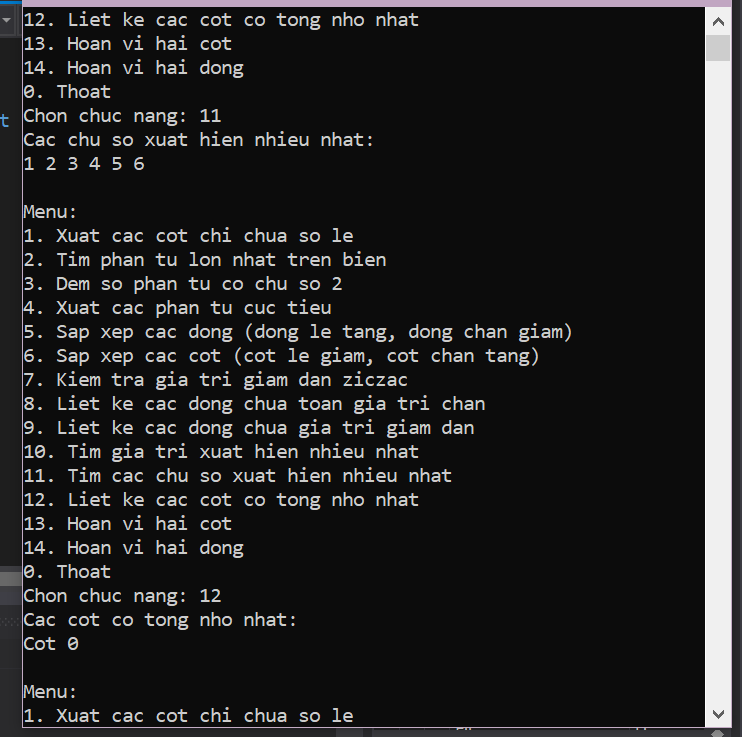 12. Liet ke cac cot co tong nho nhat
13. Hoan vi hai cot
14. Hoan vi hai dong
0. Thoat
Chon chuc nang: 11
Cac chu so xuat hien nhieu nhat:
1 2 3 4 5 6
Menu:
1. Xuat cac cot chi chua so le
2. Tim phan tu lon nhat tren bien
3. Dem so phan tu co chu so 2
4. Xuat cac phan tu cuc tieu
5. Sap xep cac dong (dong le tang, dong chan giam)
6. Sap xep cac cot (cot le giam, cot chan tang)
7. Kiem tra gia tri giam dan ziczac
8. Liet ke cac dong chua toan gia tri chan
9. Liet ke cac dong chua gia tri giam dan
10. Tim gia tri xuat hien nhieu nhat
11. Tim cac chu so xuat hien nhieu nhat
12. Liet ke cac cot co tong nho nhat
13. Hoan vi hai cot
14. Hoan vi hai dong
0. Thoat
Chon chuc nang: 12
Cac cot co tong nho nhat:
Cot 0
Menu:
1. Xuat cac cot chi chua so le